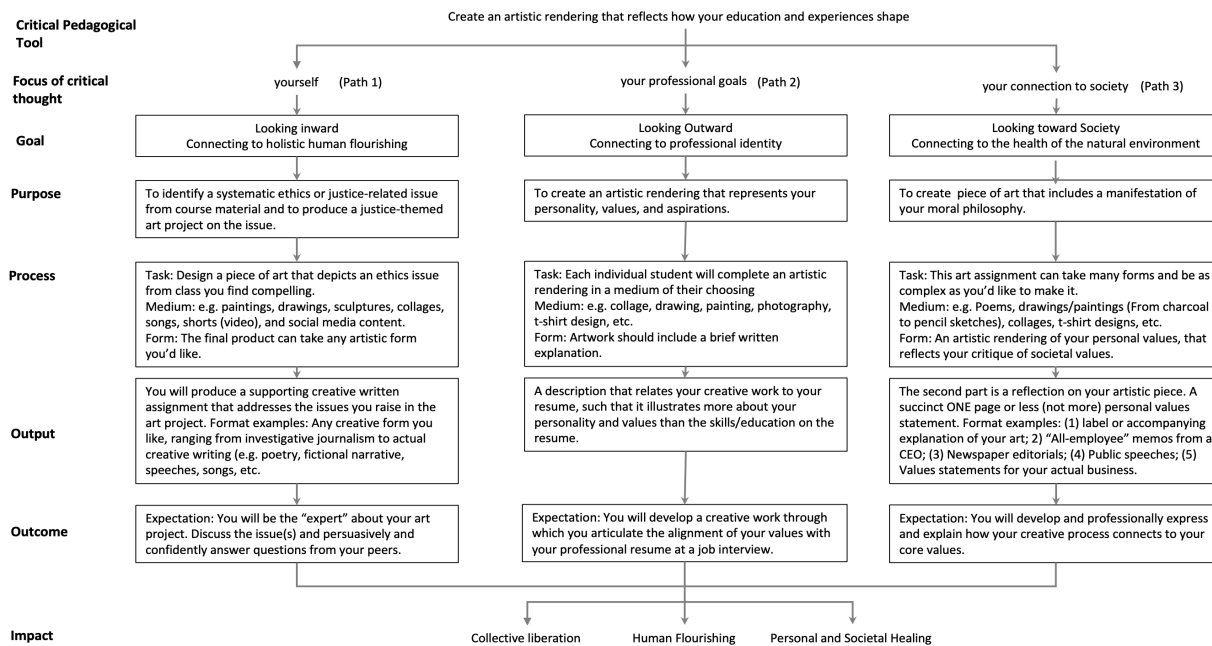 Critical Pedagogical
Tool
Create an artistic rendering that reflects how your education and experiences shape
Focus of critical
thought
yourself (Path 1)
your professional goals (Path 2)
your connection to society (Path 3)
Goal
Looking inward
Connecting to holistic human flourishing
Looking Outward
Connecting to professional identity
Looking toward Society
Connecting to the health of the natural environment
Purpose
To identify a systematic ethics or justice-related issue
from course material and to produce a justice-themed
art project on the issue.
To create an artistic rendering that represents your
personality, values, and aspirations.
To create piece of art that includes a manifestation of
your moral philosophy.
Process
Task: Design a piece of art that depicts an ethics issue
from class you find compelling.
Medium: e.g. paintings, drawings, sculptures, collages,
songs, shorts (video), and social media content.
Form: The final product can take any artistic form
you’d like.
Task: Each individual student will complete an artistic
rendering in a medium of their choosing
Medium: e.g. collage, drawing, painting, photography,
t-shirt design, etc.
Form: Artwork should include a brief written
explanation.
Task: This art assignment can take many forms and be as
complex as you’d like to make it.
Medium: e.g. Poems, drawings/paintings (From charcoal
to pencil sketches), collages, t-shirt designs, etc.
Form: An artistic rendering of your personal values, that
reflects your critique of societal values.
Output
You will produce a supporting creative written
assignment that addresses the issues you raise in the
art project. Format examples: Any creative form you
like, ranging from investigative journalism to actual
creative writing (e.g. poetry, fictional narrative,
speeches, songs, etc.
A description that relates your creative work to your
resume, such that it illustrates more about your
personality and values than the skills/education on the
resume.
The second part is a reflection on your artistic piece. A
succinct ONE page or less (not more) personal values
statement. Format examples: (1) label or accompanying
explanation of your art; 2) “All-employee” memos from a
CEO; (3) Newspaper editorials; (4) Public speeches; (5)
Values statements for your actual business.
Outcome
Expectation: You will be the “expert” about your art
project. Discuss the issue(s) and persuasively and
confidently answer questions from your peers.
Expectation: You will develop a creative work through
which you articulate the alignment of your values with
your professional resume at a job interview.
Expectation: You will develop and professionally express
and explain how your creative process connects to your
core values.
Impact
Collective liberation
Human Flourishing
Personal and Societal Healing